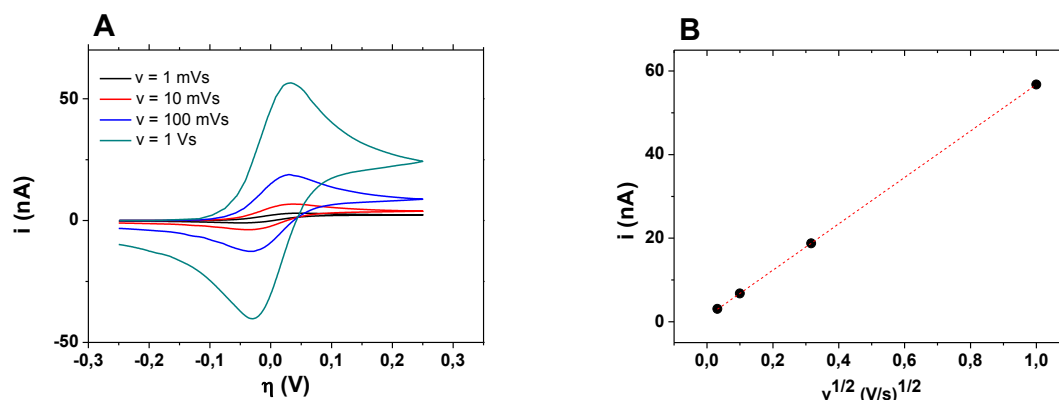 A
v = 1 mVs
v = 10 mVs
v = 100 mVs
v = 1 Vs
50
0
-50
i (nA)
-0,3 -0,2 -0,1 0,0 0,1 0,2 0,3
η (V)
B
60
40
20
0
i (nA)
0,0 0,2 0,4 0,6 0,8 1,0
v^1/2 (V/s)^1/2